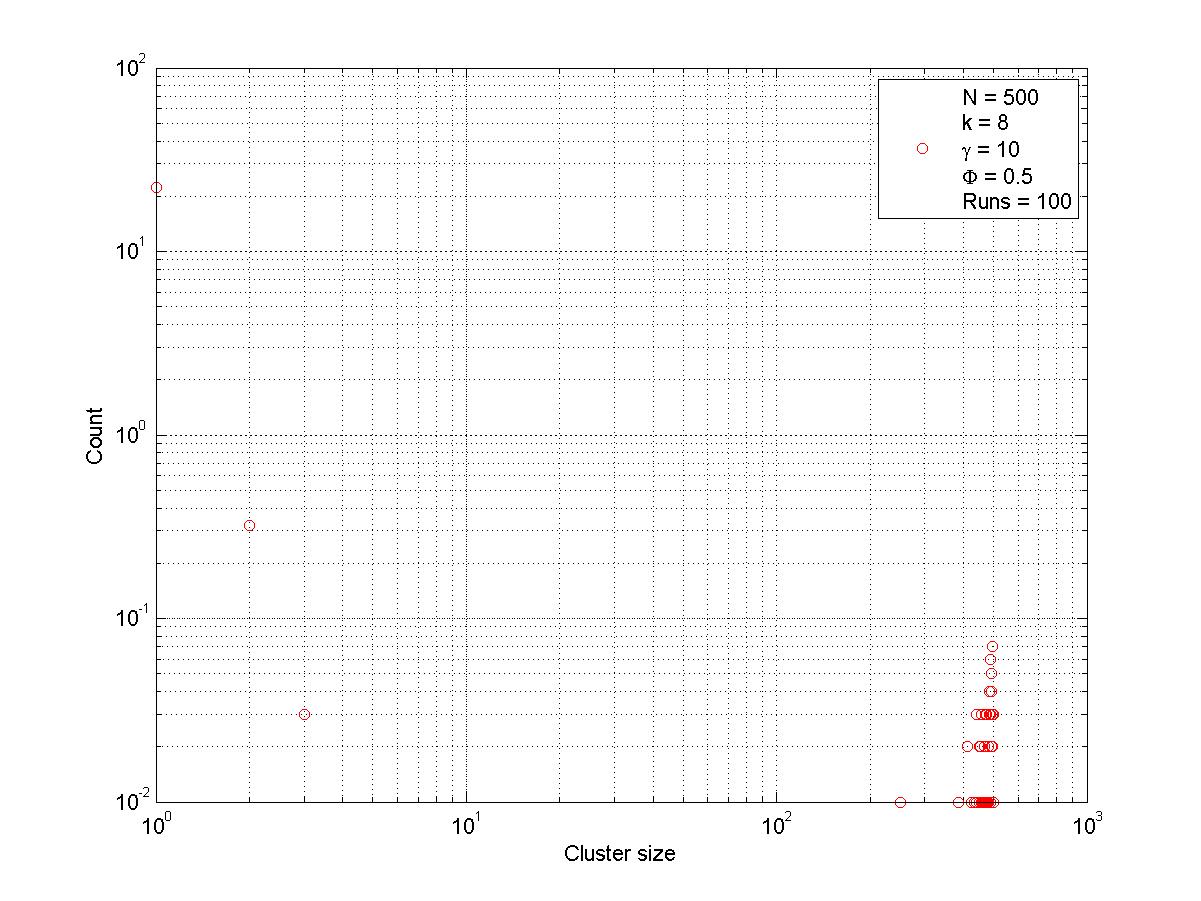 10²
10¹
10⁰
10⁻¹
10⁻²
Count
N = 500
k = 8
γ = 10
Φ = 0.5
Runs = 100
10⁰ 10¹ 10² 10³
Cluster size